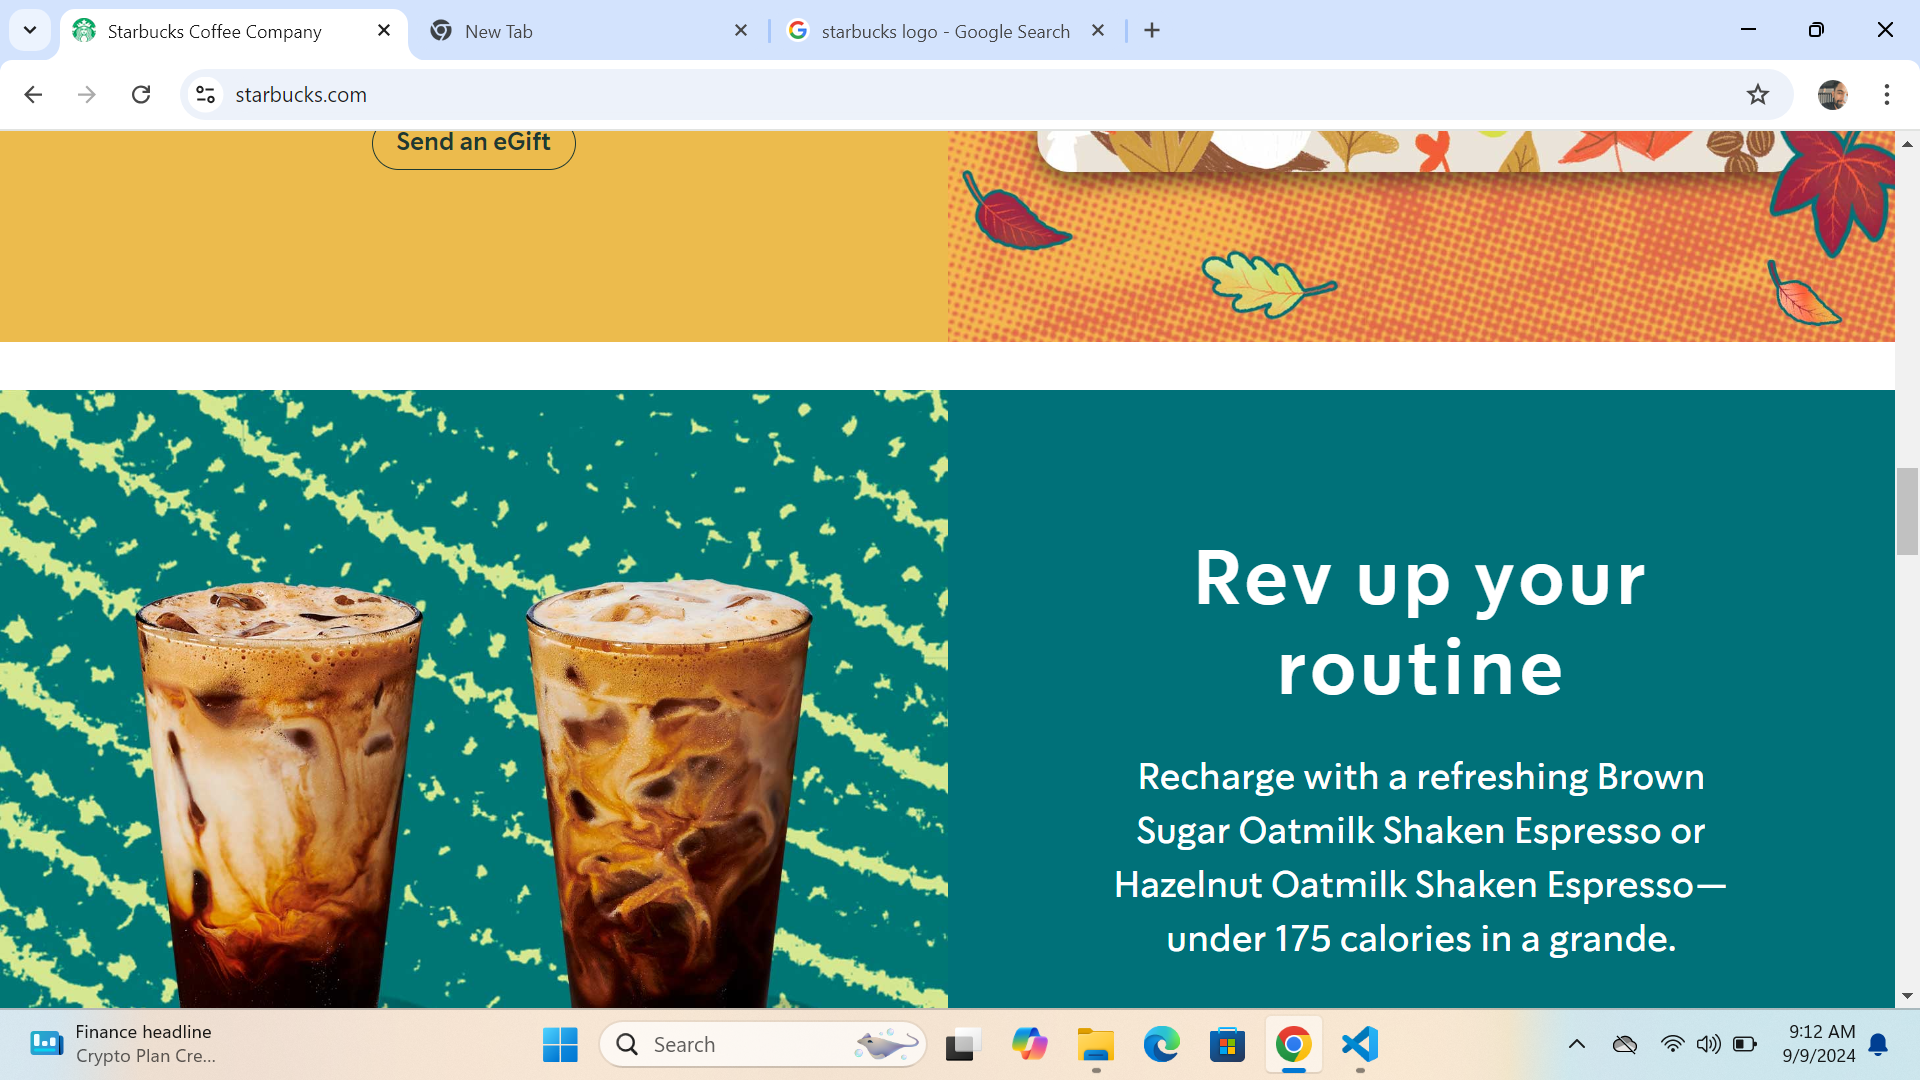 Starbucks Coffee Company
New Tab
starbucks logo - Google Search
starbucks.com
Send an eGift
Rev up your
routine
Recharge with a refreshing Brown
Sugar Oatmilk Shaken Espresso or
Hazelnut Oatmilk Shaken Espresso—
under 175 calories in a grande.
Finance headline
Crypto Plan Cre...
Search
9:12 AM
9/9/2024